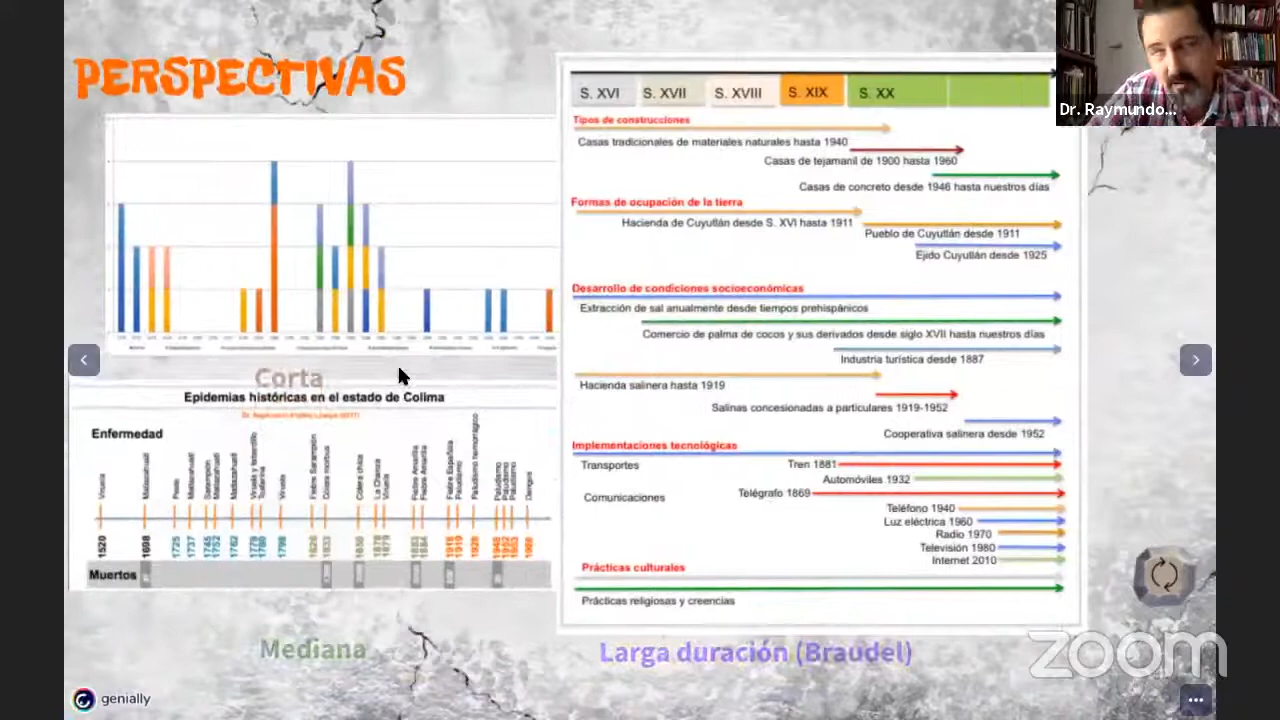 PERSPECTIVAS
Corta
Epidemias históricas en el estado de Colima
Enfermedad
Viruela
Matlazahuatl
Peste
Matlazahuatl
Sarampión
Matlazahuatl
Matlazahuatl
Viruela
Fiebre Sarampión
Cólera morbus
Cólera chica
La Chanza
Viruela
Fiebre Amarilla
Fiebre Amarilla
Fiebre Española
Paludismo
Paludismo hemorrágico
Paludismo
Paludismo
Paludismo
Dengue
1520
1698
1725
1737
1745
1752
1762
1798
1833
1850
1879
1883
1884
1918
Muertos
Mediana
S. XVI
S. XVII
S. XVIII
S. XIX
S. XX
Tipos de construcciones
Casas tradicionales de materiales naturales hasta 1940
Casas de tejamanil de 1900 hasta 1960
Casas de concreto desde 1946 hasta nuestros días
Formas de ocupación de la tierra
Hacienda de Cuyutlán desde S. XVI hasta 1911
Pueblo de Cuyutlán desde 1911
Ejido Cuyutlán desde 1925
Desarrollo de condiciones socioeconómicas
Extracción de sal anualmente desde tiempos prehispánicos
Comercio de palma de cocos y sus derivados desde siglo XVII hasta nuestros días
Industria turística desde 1887
Hacienda salinera hasta 1919
Salinas concesionadas a particulares 1919-1952
Cooperativa salinera desde 1952
Implementaciones tecnológicas
Transportes
Tren 1881
Automóviles 1932
Comunicaciones
Telégrafo 1869
Teléfono 1940
Luz eléctrica 1960
Radio 1970
Televisión 1980
Internet 2010
Prácticas culturales
Prácticas religiosas y creencias
Larga duración (Braudel)
Dr. Raymundo...
zoom
genially